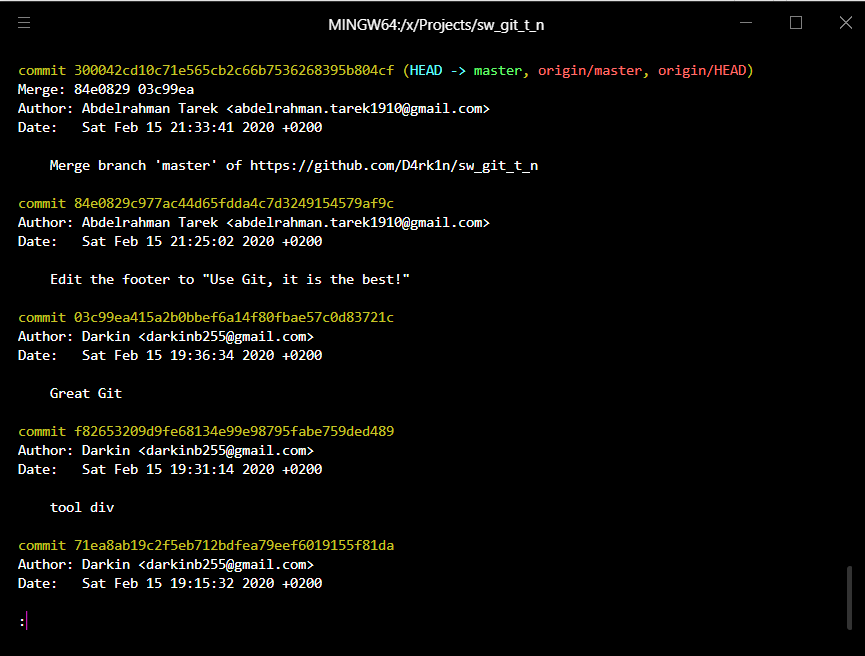 MINGW64:/x/Projects/sw_git_t_n
commit 300042cd10c71e565cb2c66b7536268395b804cf (HEAD -> master, origin/master, origin/HEAD)
Merge: 84e0829 03c99ea
Author: Abdelrahman Tarek <abdelrahman.tarek1910@gmail.com>
Date:   Sat Feb 15 21:33:41 2020 +0200
    Merge branch 'master' of https://github.com/D4rk1n/sw_git_t_n
commit 84e0829c977ac44d65fdda4c7d3249154579af9c
Author: Abdelrahman Tarek <abdelrahman.tarek1910@gmail.com>
Date:   Sat Feb 15 21:25:02 2020 +0200
    Edit the footer to "Use Git, it is the best!"
commit 03c99ea415a2b0bbef6a14f80fbae57c0d83721c
Author: Darkin <darkinb255@gmail.com>
Date:   Sat Feb 15 19:36:34 2020 +0200
    Great Git
commit f82653209d9fe68134e99e98795fabe759ded489
Author: Darkin <darkinb255@gmail.com>
Date:   Sat Feb 15 19:31:14 2020 +0200
    tool div
commit 71ea8ab19c2f5eb712bdfea79eef6019155f81da
Author: Darkin <darkinb255@gmail.com>
Date:   Sat Feb 15 19:15:32 2020 +0200
: